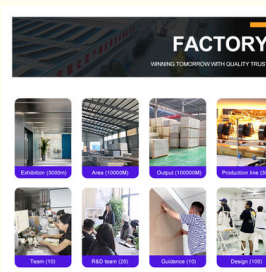 FACTORY
WINNING TOMORROW WITH QUALITY TRUS
Exhibition (3000m)
Area (10000M)
Output (100000M)
Production line (3
Team (10)
R&D team (20)
Guidance (10)
Design (100)